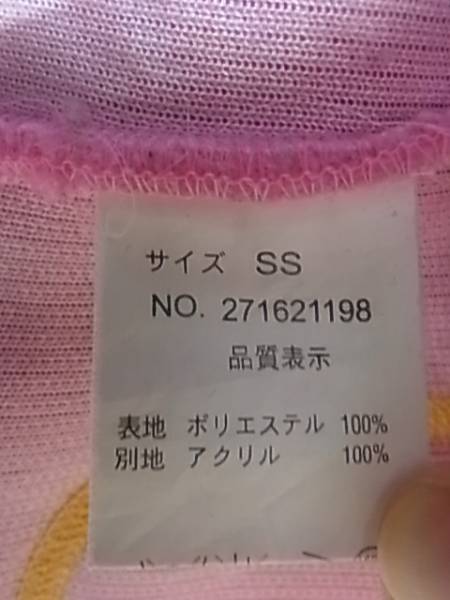 サイズ SS
NO. 271621198
品質表示
表地 ポリエステル 100%
別地 アクリル 100%